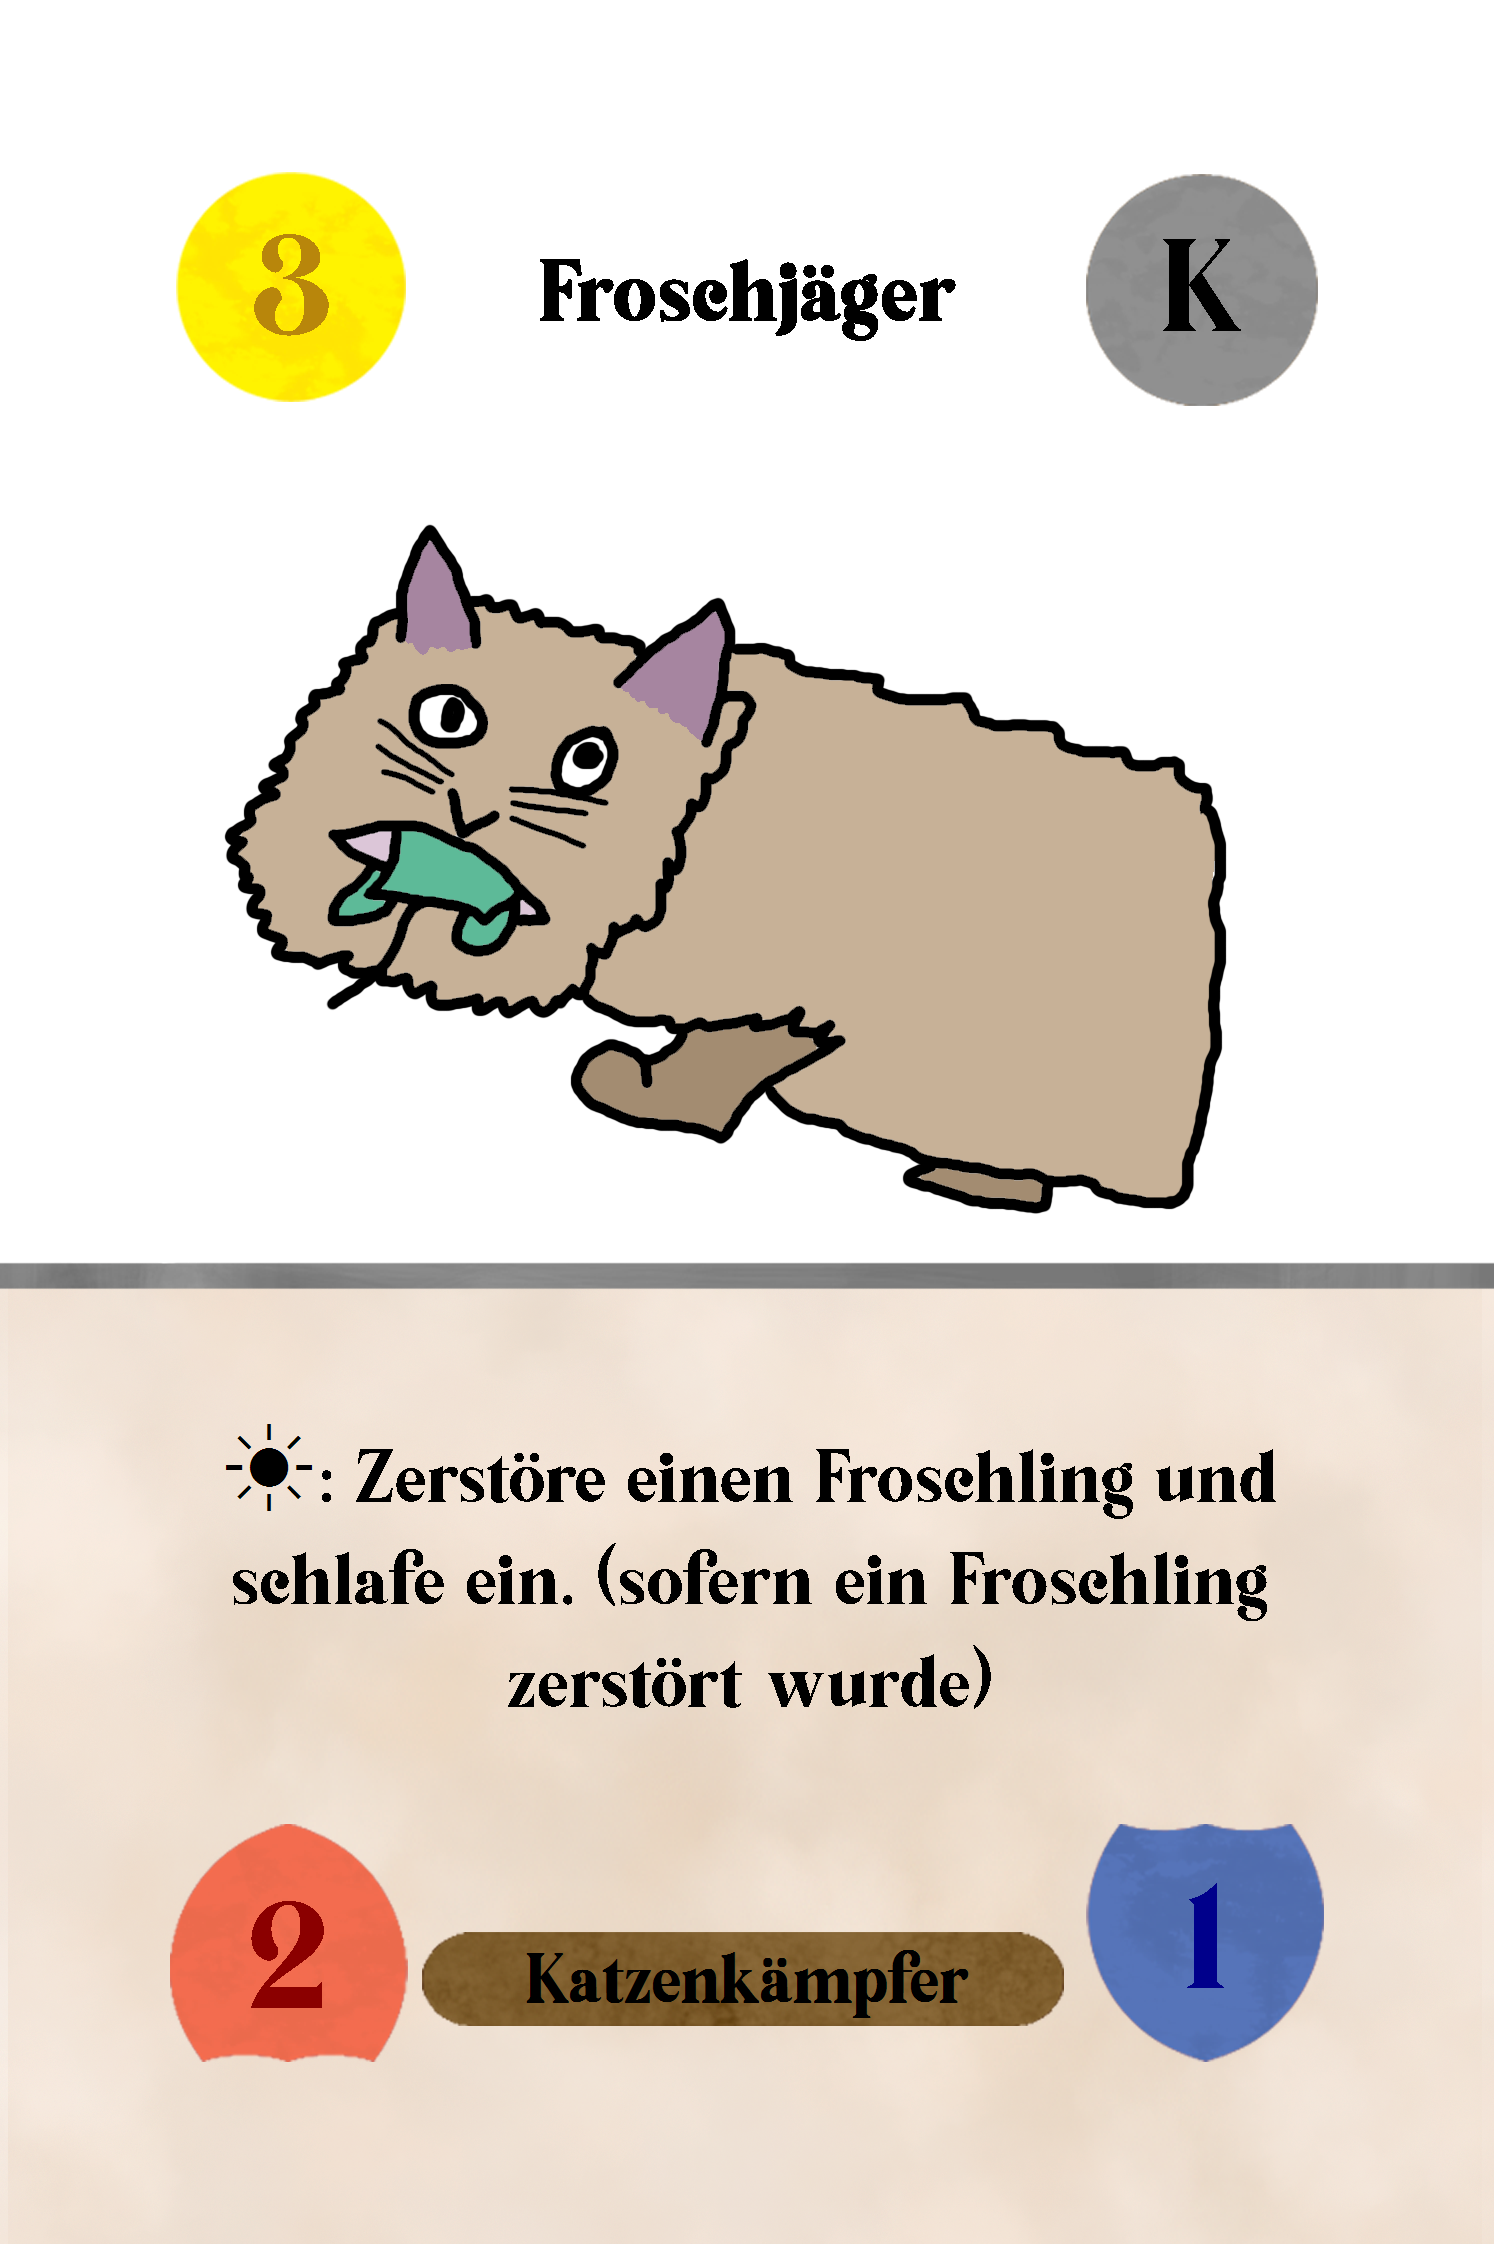 3
Froschjäger
K
☀: Zerstöre einen Froschling und
schlafe ein. (sofern ein Froschling
zerstört wurde)
2
Katzenkämpfer
1